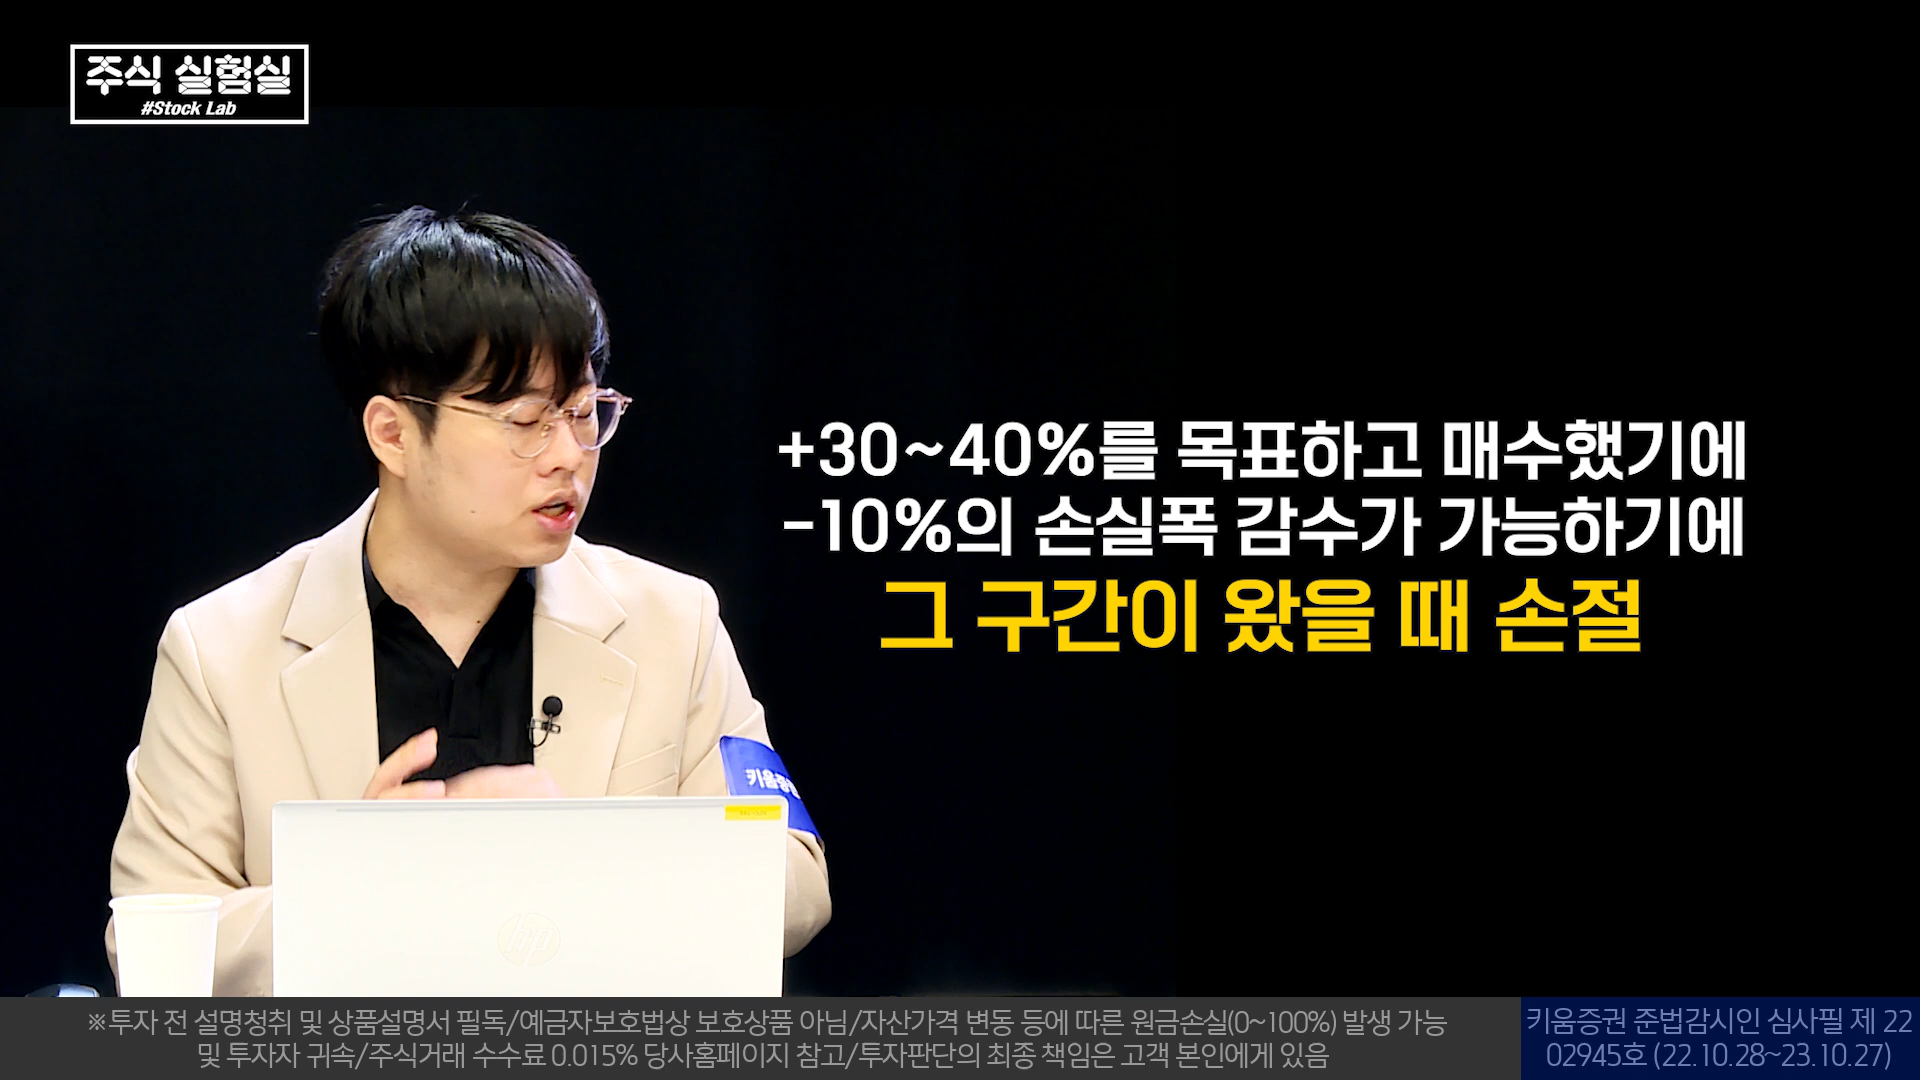 주식 실험실
#Stock Lab
+30~40%를 목표하고 매수했기에
-10%의 손실폭 감수가 가능하기에
그 구간이 왔을 때 손절
키움증권
hp
※투자 전 설명청취 및 상품설명서 필독/예금자보호법상 보호상품 아님/자산가격 변동 등에 따른 원금손실(0~100%) 발생 가능
및 투자자 귀속/주식거래 수수료 0.015% 당사홈페이지 참고/투자판단의 최종 책임은 고객 본인에게 있음
키움증권 준법감시인 심사필 제 22
02945호 (22.10.28~23.10.27)